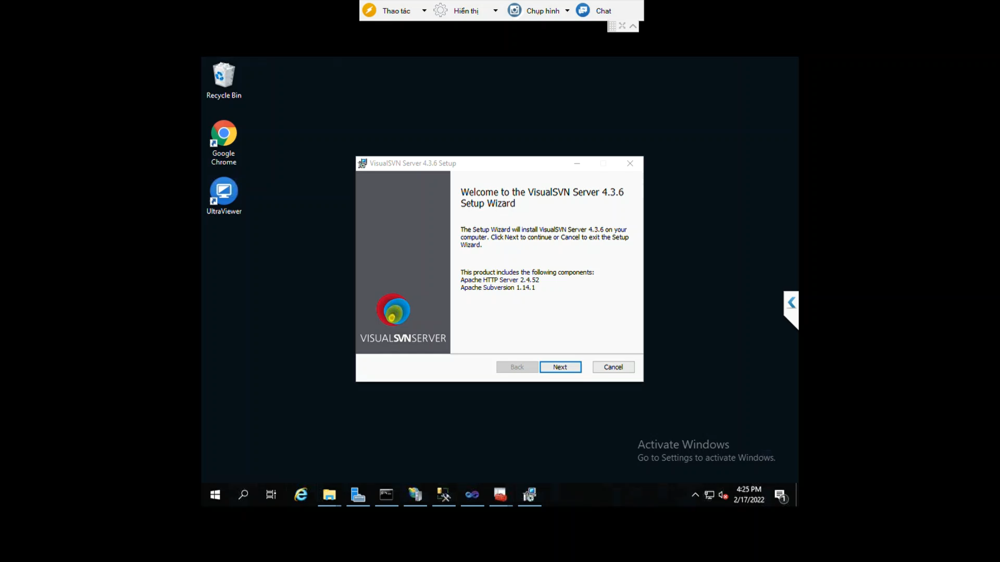 Thao tác
Hiển thị
Chụp hình
Chat
Recycle Bin
Google
Chrome
UltraViewer
VisualSVN Server 4.3.6 Setup
Welcome to the VisualSVN Server 4.3.6
Setup Wizard
The Setup Wizard will install VisualSVN Server 4.3.6 on your
computer. Click Next to continue or Cancel to exit the Setup
Wizard.
This product includes the following components:
Apache HTTP Server 2.4.52
Apache Subversion 1.14.1
VISUALSVNSERVER
Back
Next
Cancel
Activate Windows
Go to Settings to activate Windows.
4:25 PM
2/17/2022
1